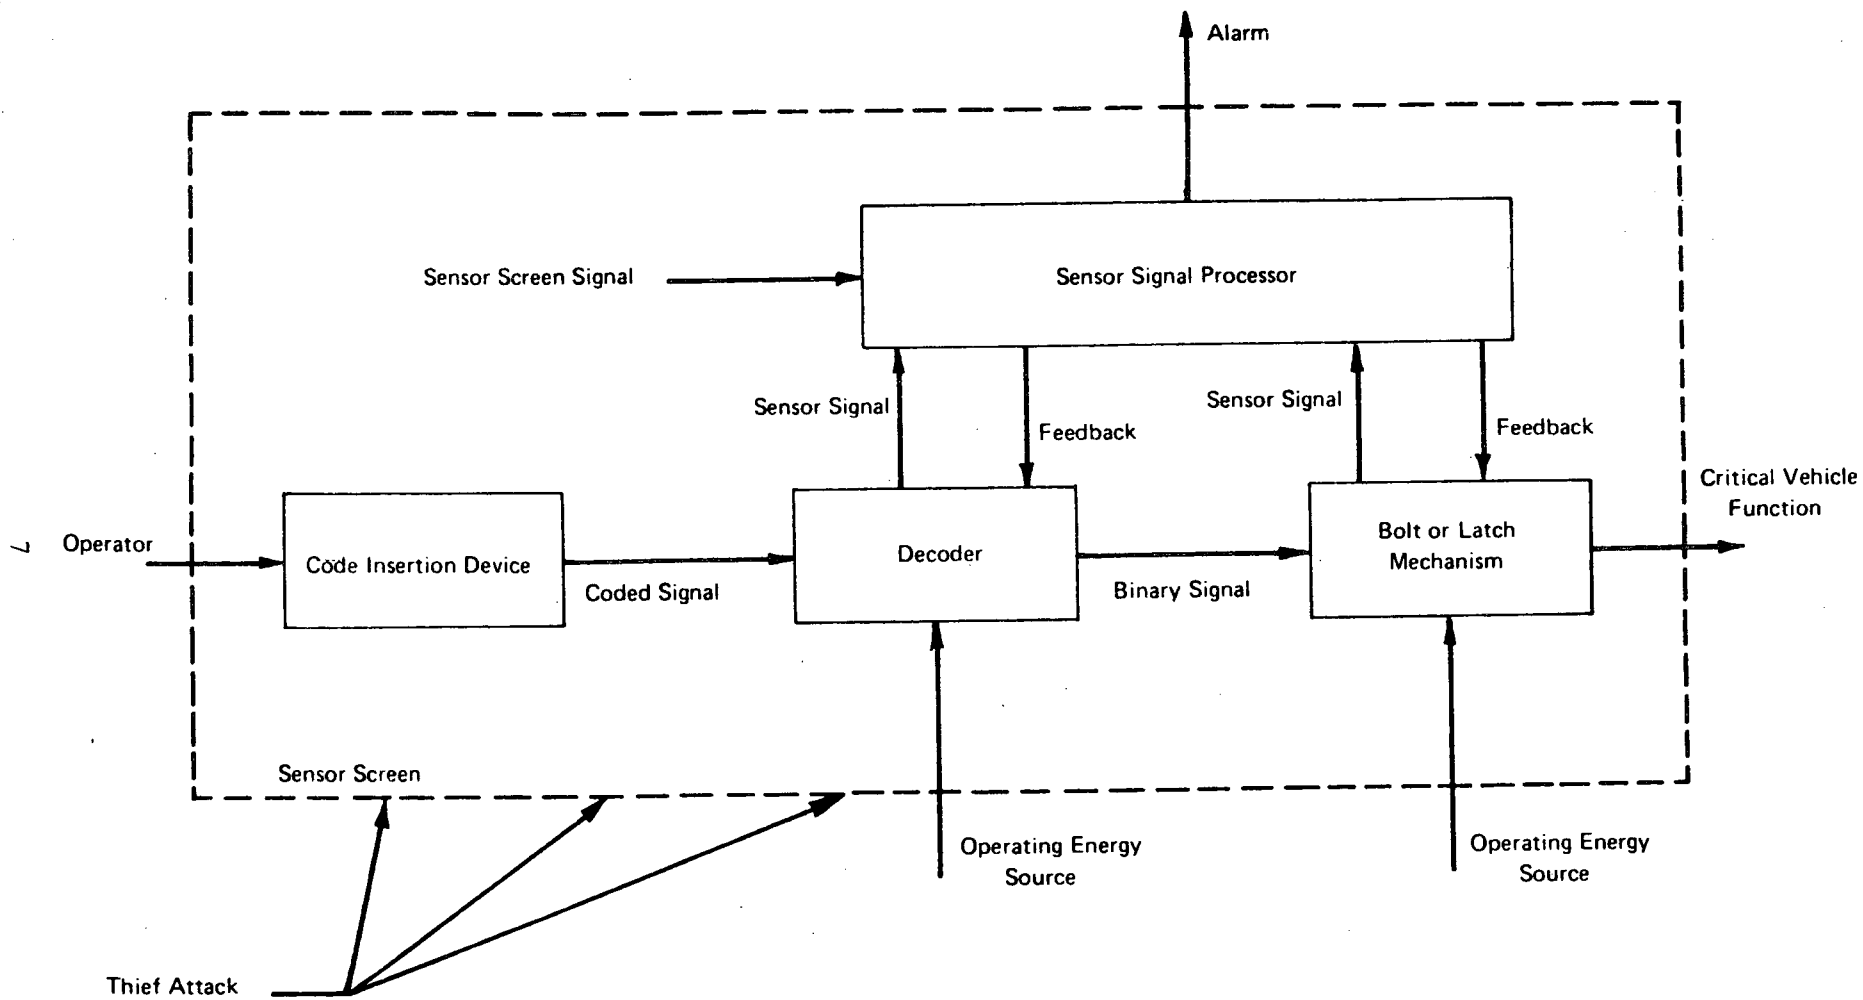 Alarm
Sensor Screen Signal
Sensor Signal Processor
Sensor Signal
Feedback
Sensor Signal
Feedback
Critical Vehicle
Function
7
Operator
Code Insertion Device
Coded Signal
Decoder
Binary Signal
Bolt or Latch
Mechanism
Sensor Screen
Operating Energy
Source
Operating Energy
Source
Thief Attack